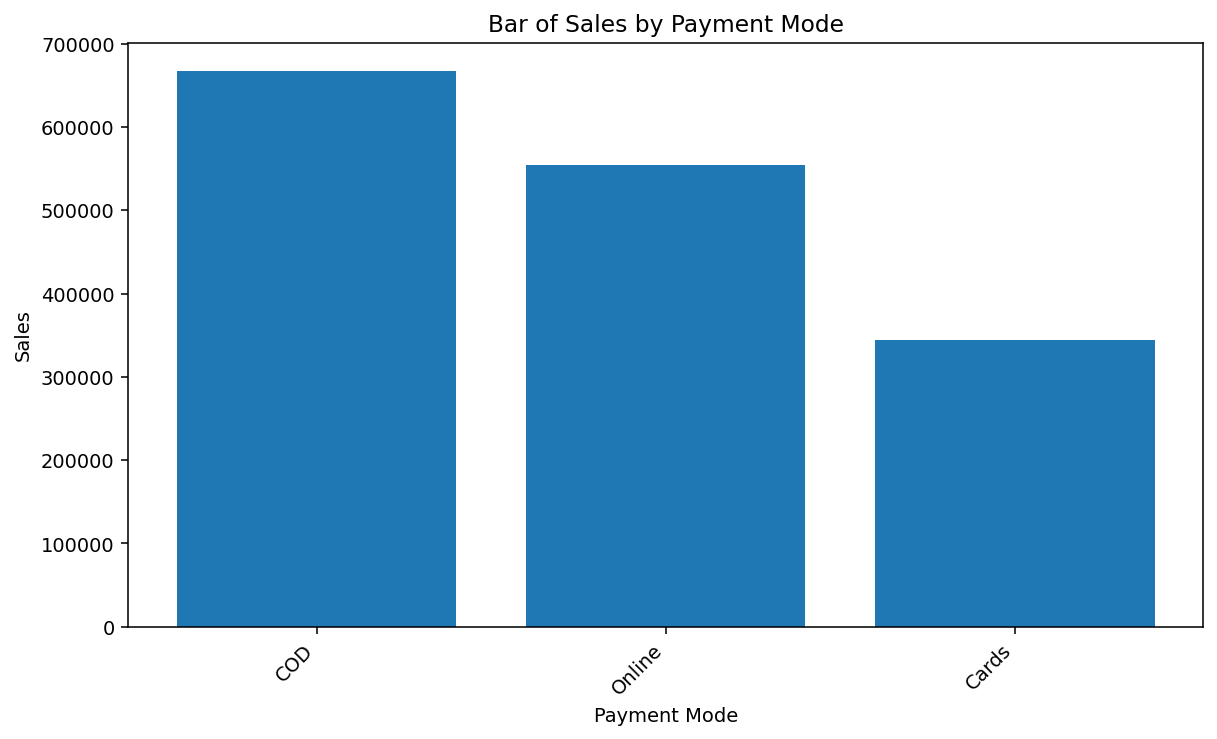 Bar of Sales by Payment Mode
700000
600000
500000
400000
300000
200000
100000
0
Sales
COD
Online
Cards
Payment Mode